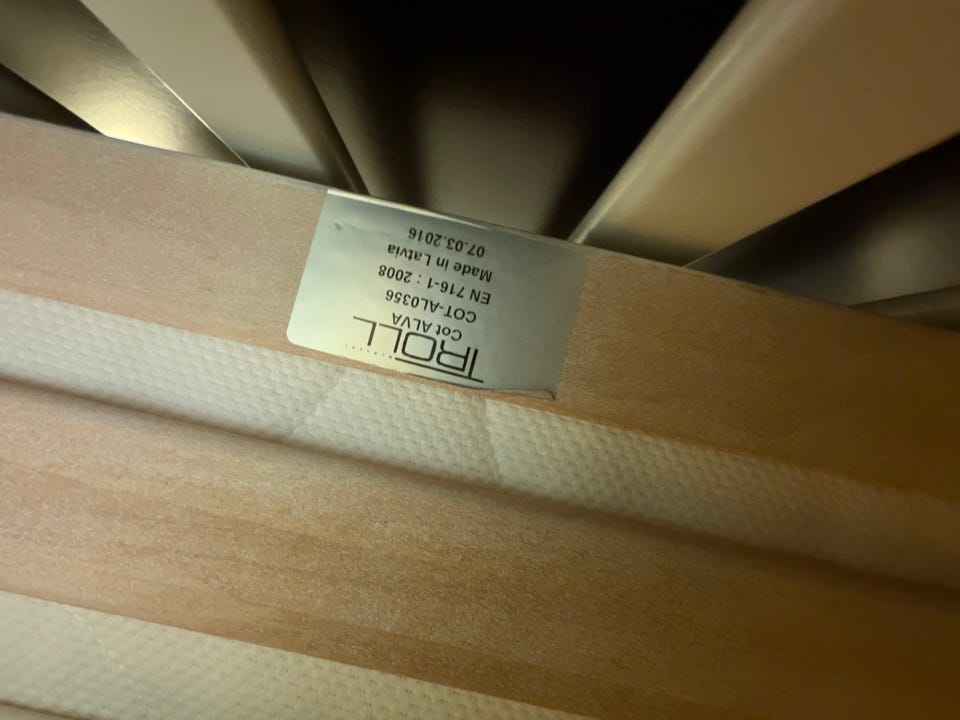 TROLL
Cot ALVA
COT-AL0356
EN 716-1 : 2008
Made in Latvia
07.03.2016